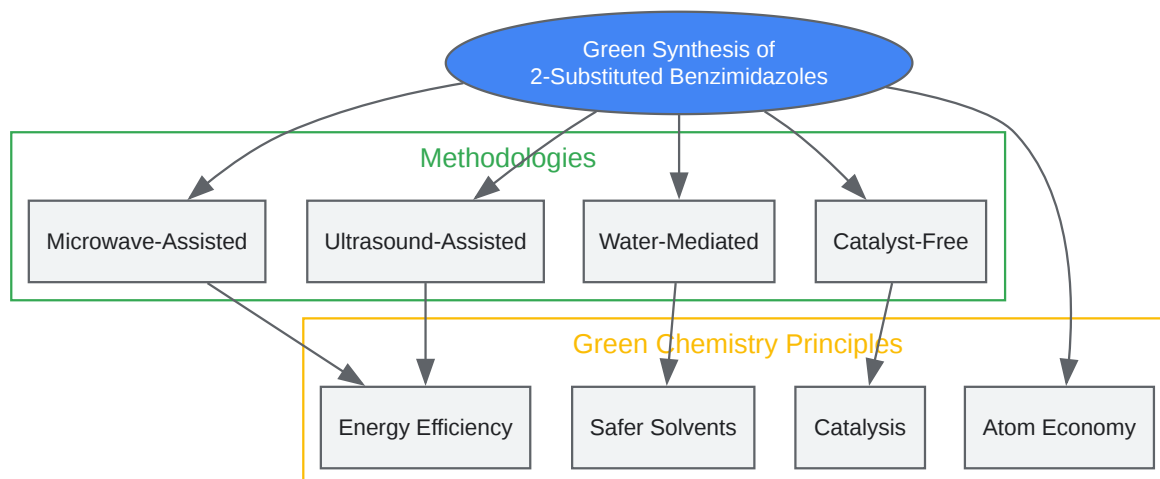 Green Synthesis of
2-Substituted Benzimidazoles
Methodologies
Microwave-Assisted
Ultrasound-Assisted
Water-Mediated
Catalyst-Free
Green Chemistry Principles
Energy Efficiency
Safer Solvents
Catalysis
Atom Economy